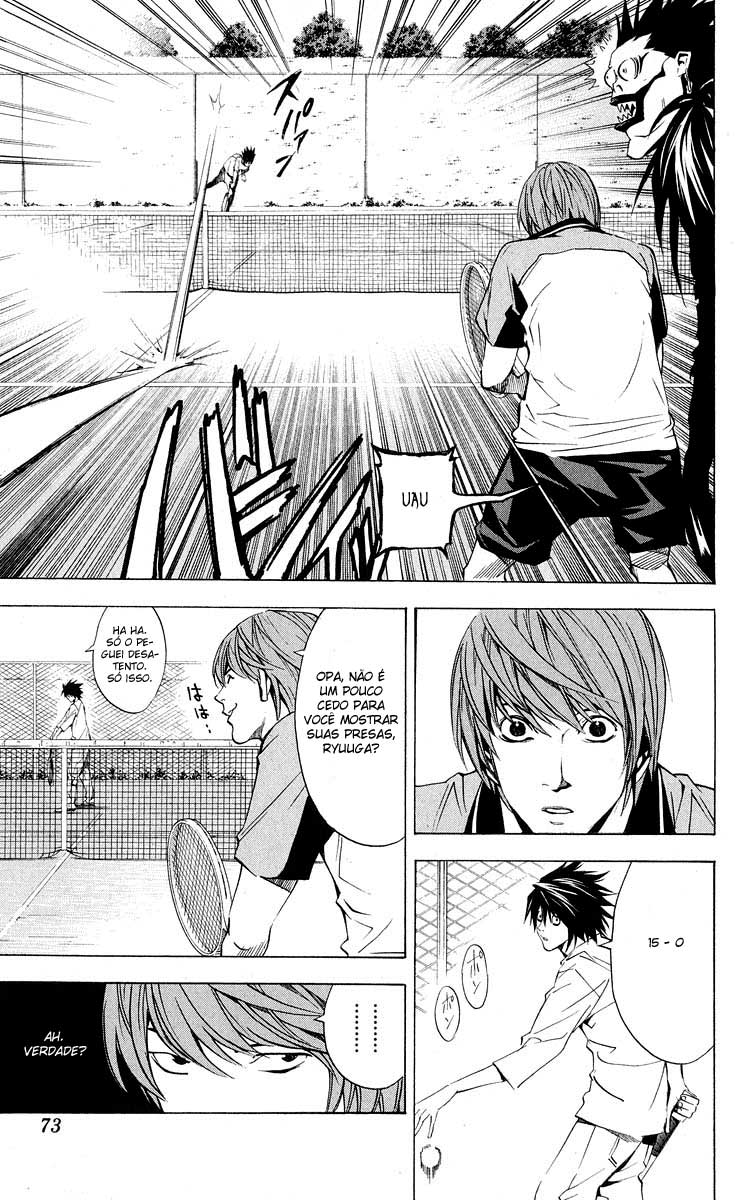 スパァン
UAU
15 - 0
ポン
ポン
OPA, NÃO É
UM POUCO
CEDO PARA
VOCÊ MOSTRAR
SUAS PRESAS,
RYUUGA?
はは…
HA HA.
SÓ O PE-
GUEI DESA-
TENTO.
SÓ ISSO.
AH.
VERDADE?
73